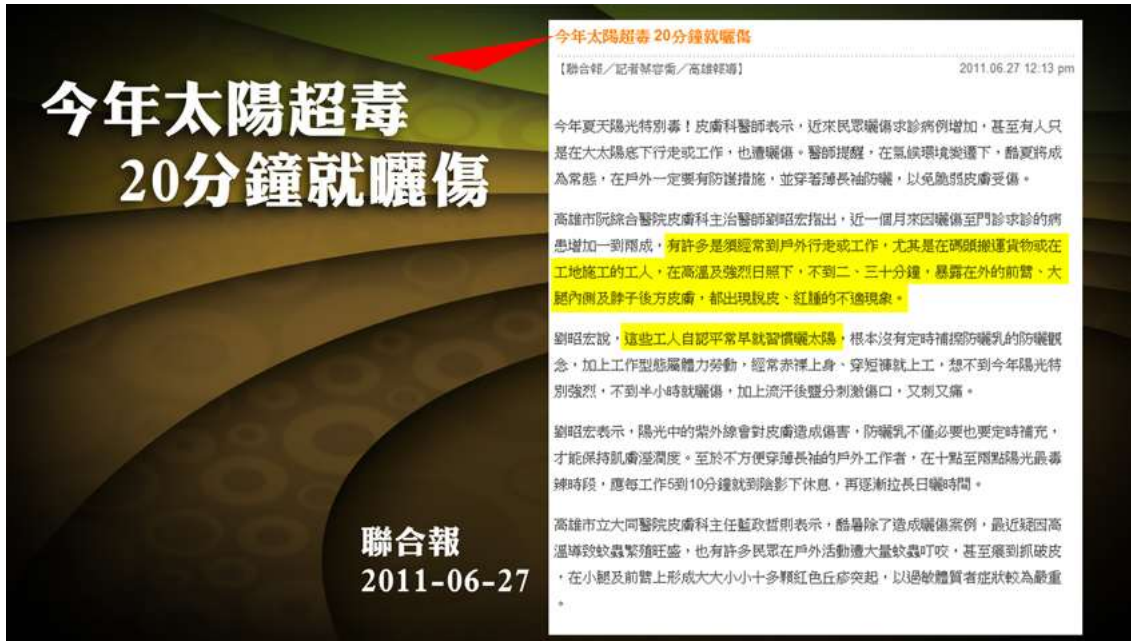 今年太陽超毒
20分鐘就曬傷
聯合報
2011-06-27
今年太陽超毒 20分鐘就曬傷
【聯合報/記者蔡容喬/高雄報導】 2011.06.27 12:13 pm
今年夏天陽光特別毒!皮膚科醫師表示,近來民眾曬傷求診病例增加,甚至有人只
是在大太陽底下行走或工作,也遭曬傷。醫師提醒,在氣候環境變遷下,酷夏將成
為常態,在戶外一定要有防護措施,並穿著薄長袖防曬,以免脆弱皮膚受傷。
高雄市阮綜合醫院皮膚科主治醫師劉昭宏指出,近一個月來因曬傷至門診求診的病
患增加一到兩成,有許多是須經常到戶外行走或工作,尤其是在碼頭搬運貨物或在
工地施工的工人,在高溫及強烈日照下,不到二、三十分鐘,暴露在外的前臂、大
腿內側及脖子後方皮膚,都出現脫皮、紅腫的不適現象。
劉昭宏說,這些工人自認平常早就習慣曬太陽,根本沒有定時補擦防曬乳的防曬觀
念,加上工作型態屬體力勞動,經常赤裸上身、穿短褲就上工,想不到今年陽光特
別強烈,不到半小時就曬傷,加上流汗後鹽分刺激傷口,又刺又痛。
劉昭宏表示,陽光中的紫外線會對皮膚造成傷害,防曬乳不僅必要也要定時補充,
才能保持肌膚溼潤度。至於不方便穿薄長袖的戶外工作者,在十點至兩點陽光最毒
辣時段,應每工作5到10分鐘就到陰影下休息,再逐漸拉長日曬時間。
高雄市立大同醫院皮膚科主任藍政哲則表示,酷暑除了造成曬傷案例,最近疑因高
溫導致蚊蟲繁殖旺盛,也有許多民眾在戶外活動遭大量蚊蟲叮咬,甚至癢到抓破皮
,在小腿及前臂上形成大大小小十多顆紅色丘疹突起,以過敏體質者症狀較為嚴重
。